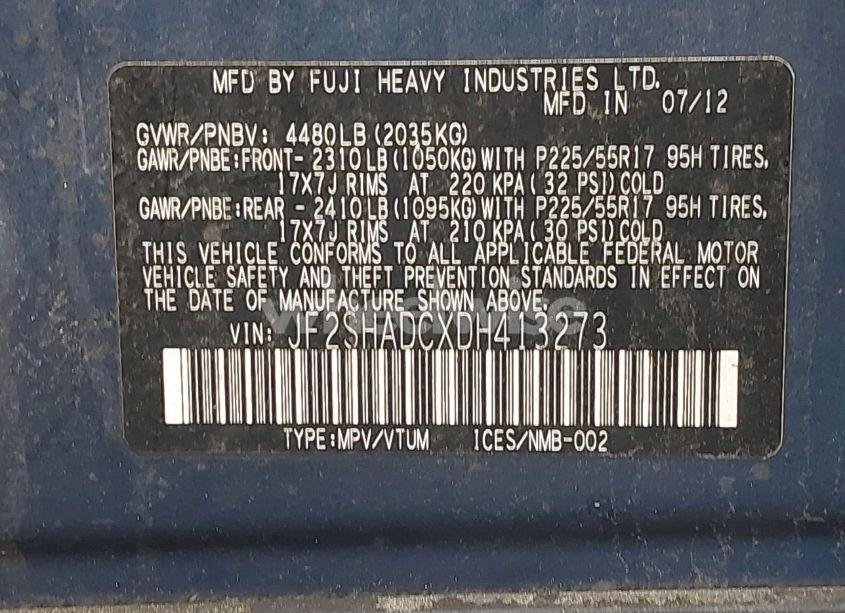 MFD BY FUJI HEAVY INDUSTRIES LTD.
MFD IN 07/12
GVWR/PNBV: 4480LB(2035KG)
GAWR/PNBE:FRONT- 2310LB(1050KG)WITH P225/55R17 95H TIRES,
17X7J RIMS AT 220 KPA( 32 PSI)COLD
GAWR/PNBE:REAR - 2410LB(1095KG)WITH P225/55R17 95H TIRES,
17X7J RIMS AT 210 KPA( 30 PSI)COLD
THIS VEHICLE CONFORMS TO ALL APPLICABLE FEDERAL MOTOR
VEHICLE SAFETY AND THEFT PREVENTION STANDARDS IN EFFECT ON
THE DATE OF MANUFACTURE SHOWN ABOVE.
VIN: JF2SHADCXDH413273
TYPE:MPV/VTUM ICES/NMB-002